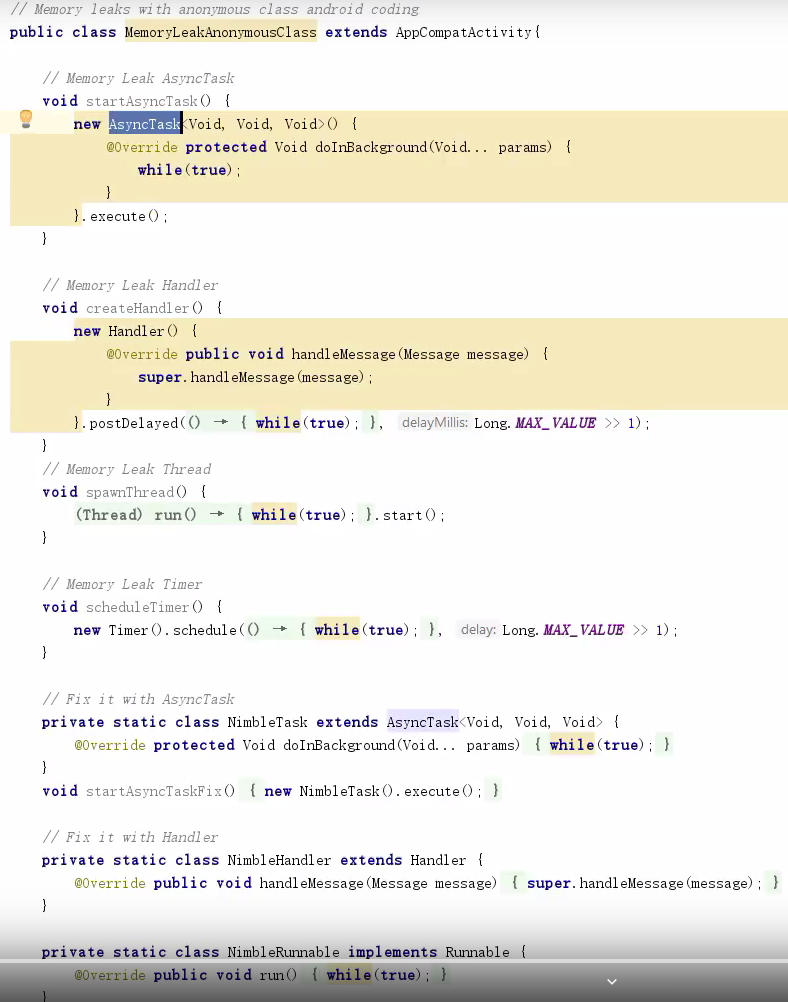 // Memory leaks with anonymous class android coding
public class MemoryLeakAnonymousClass extends AppCompatActivity{
// Memory Leak AsyncTask
void startAsyncTask() {
new AsyncTask<Void, Void, Void>() {
@Override protected Void doInBackground(Void... params) {
while(true);
}
}.execute();
}
// Memory Leak Handler
void createHandler() {
new Handler() {
@Override public void handleMessage(Message message) {
super.handleMessage(message);
}
}.postDelayed(() → { while(true); }, delayMillis: Long.MAX_VALUE >> 1);
}
// Memory Leak Thread
void spawnThread() {
(Thread) run() → { while(true); }.start();
}
// Memory Leak Timer
void scheduleTimer() {
new Timer().schedule(() → { while(true); }, delay: Long.MAX_VALUE >> 1);
}
// Fix it with AsyncTask
private static class NimbleTask extends AsyncTask<Void, Void, Void> {
@Override protected Void doInBackground(Void... params) { while(true); }
}
void startAsyncTaskFix() { new NimbleTask().execute(); }
// Fix it with Handler
private static class NimbleHandler extends Handler {
@Override public void handleMessage(Message message) { super.handleMessage(message); }
}
private static class NimbleRunnable implements Runnable {
@Override public void run() { while(true); }
}